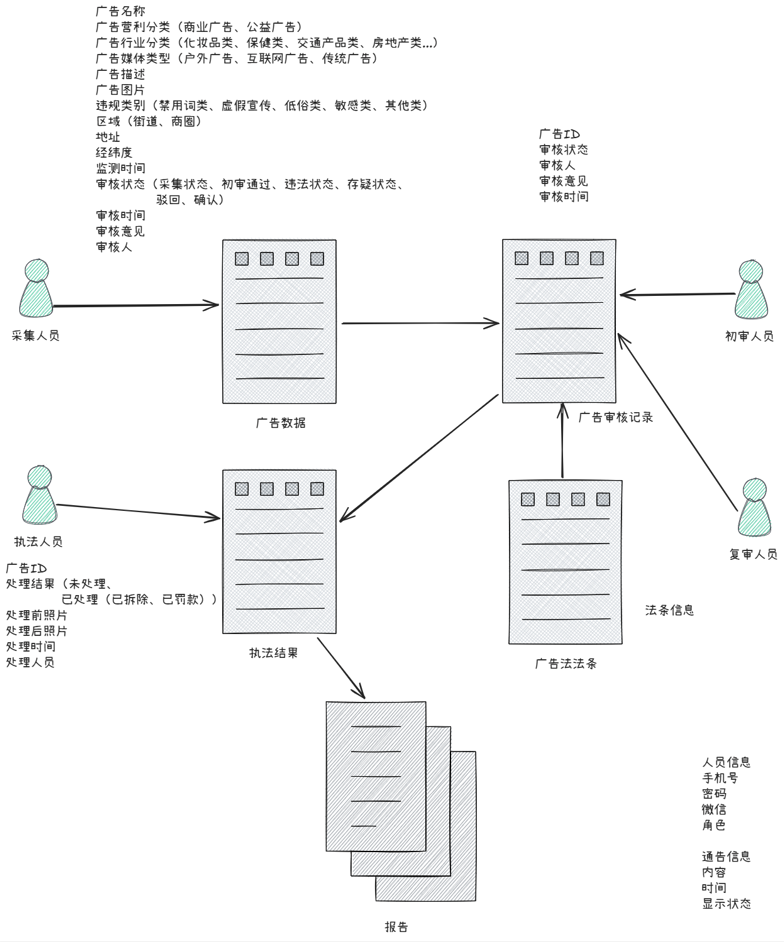 广告名称
广告营利分类（商业广告、公益广告）
广告行业分类（化妆品类、保健类、交通产品类、房地产类...）
广告媒体类型（户外广告、互联网广告、传统广告）
广告描述
广告图片
违规类别（禁用词类、虚假宣传、低俗类、敏感类、其他类）
区域（街道、商圈）
地址
经纬度
监测时间
审核状态（采集状态、初审通过、违法状态、存疑状态、
驳回、确认）
审核时间
审核意见
审核人
广告ID
审核状态
审核人
审核意见
审核时间
采集人员
广告数据
广告审核记录
初审人员
执法人员
广告ID
处理结果（未处理、
已处理（已拆除、已罚款））
处理前照片
处理后照片
处理时间
处理人员
执法结果
广告法法条
法条信息
复审人员
报告
人员信息
手机号
密码
微信
角色
通告信息
内容
时间
显示状态